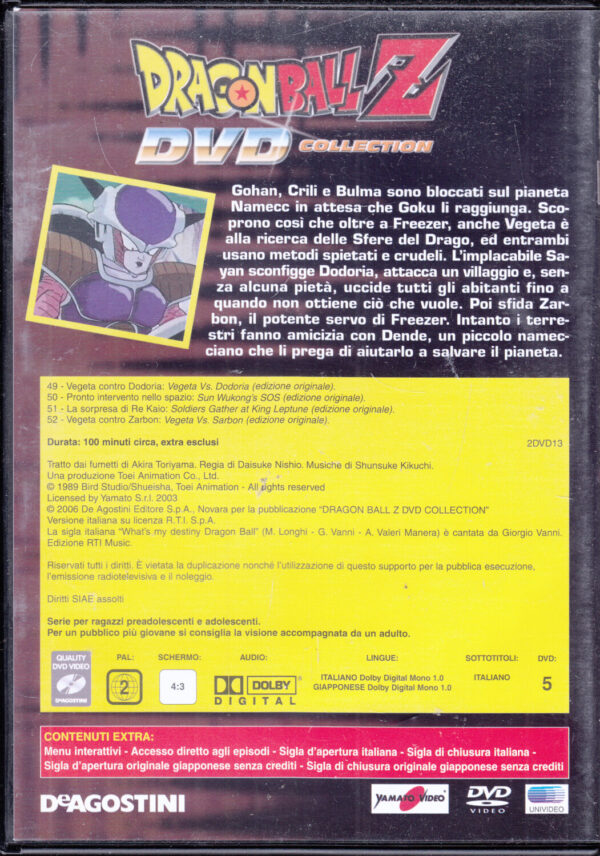 DRAGON BALL Z
DVD COLLECTION
Gohan, Crili e Bulma sono bloccati sul pianeta
Namecc in attesa che Goku li raggiunga. Sco-
prono così che oltre a Freezer, anche Vegeta è
alla ricerca delle Sfere del Drago, ed entrambi
usano metodi spietati e crudeli. L'implacabile Sa-
yan sconfigge Dodoria, attacca un villaggio e, sen-
za alcuna pietà, uccide tutti gli abitanti fino a
quando non ottiene ciò che vuole. Poi sfida Zar-
bon, il potente servo di Freezer. Intanto i terre-
stri fanno amicizia con Dende, un piccolo namec-
ciano che li prega di aiutarlo a salvare il pianeta.
49 - Vegeta contro Dodoria: Vegeta Vs. Dodoria (edizione originale).
50 - Pronto intervento nello spazio: Sun Wukong's SOS (edizione originale).
51 - La sorpresa di Re Kaio: Soldiers Gather at King Leptune (edizione originale).
52 - Vegeta contro Zarbon: Vegeta Vs. Sarbon (edizione originale).
Durata: 100 minuti circa, extra esclusi
2DVD13
Tratto dai fumetti di Akira Toriyama. Regia di Daisuke Nishio. Musiche di Shunsuke Kikuchi.
Una produzione Toei Animation Co., Ltd.
© 1989 Bird Studio/Shueisha, Toei Animation - All rights reserved
Licensed by Yamato S.r.l. 2003
© 2006 De Agostini Editore S.p.A., Novara per la pubblicazione "DRAGON BALL Z DVD COLLECTION"
Versione italiana su licenza R.T.I. S.p.A.
La sigla italiana "What's my destiny Dragon Ball" (M. Longhi - G. Vanni - A. Valeri Manera) è cantata da Giorgio Vanni.
Edizione RTI Music.
Riservati tutti i diritti. È vietata la duplicazione nonché l'utilizzazione di questo supporto per la pubblica esecuzione,
l'emissione radiotelevisiva e il noleggio.
Diritti SIAE assolti
Serie per ragazzi preadolescenti e adolescenti.
Per un pubblico più giovane si consiglia la visione accompagnata da un adulto.
QUALITY
DVD VIDEO
DeAGOSTINI
PAL:
2
SCHERMO:
4:3
AUDIO:
DOLBY
DIGITAL
LINGUE:
ITALIANO Dolby Digital Mono 1.0
GIAPPONESE Dolby Digital Mono 1.0
SOTTOTITOLI:
ITALIANO
DVD:
5
CONTENUTI EXTRA:
Menu interattivi - Accesso diretto agli episodi - Sigla d'apertura italiana - Sigla di chiusura italiana -
Sigla d'apertura originale giapponese senza crediti - Sigla di chiusura originale giapponese senza crediti
DeAGOSTINI
YAMATO VIDEO
DVD
VIDEO
UNIVIDEO